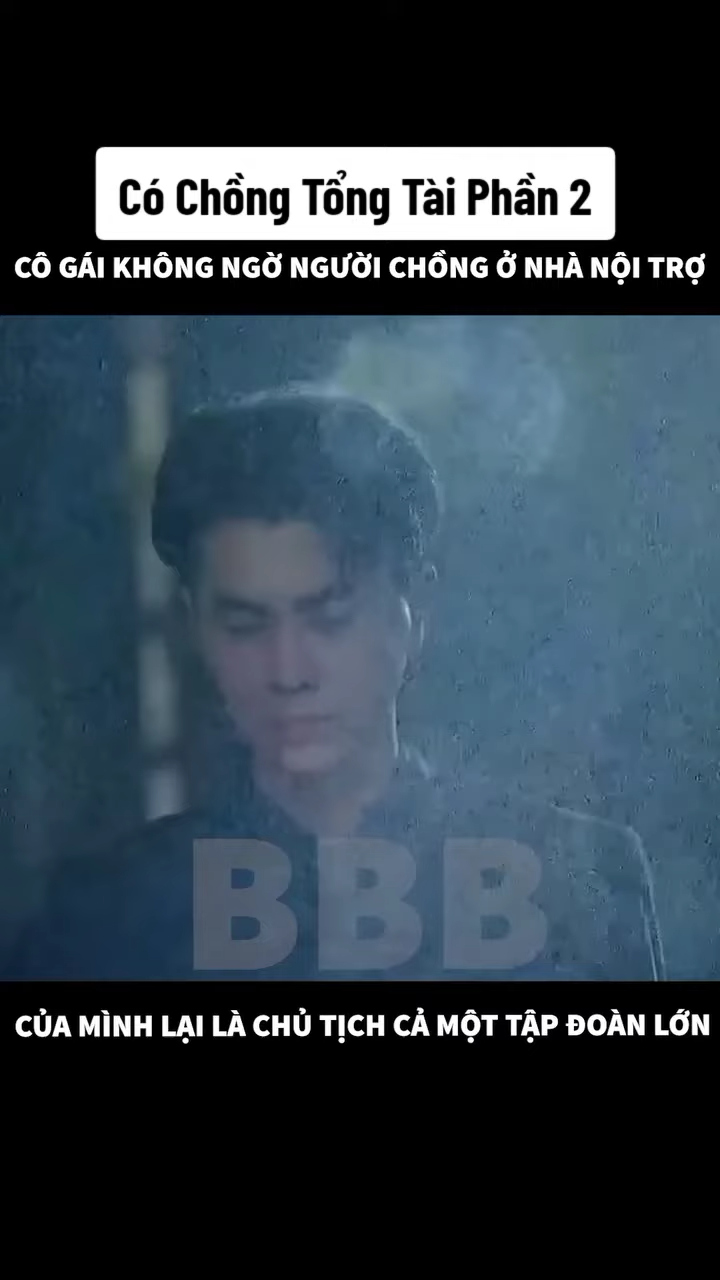 Có Chồng Tổng Tài Phần 2
CÔ GÁI KHÔNG NGỜ NGƯỜI CHỒNG Ở NHÀ NỘI TRỢ
BBB
CỦA MÌNH LẠI LÀ CHỦ TỊCH CẢ MỘT TẬP ĐOÀN LỚN